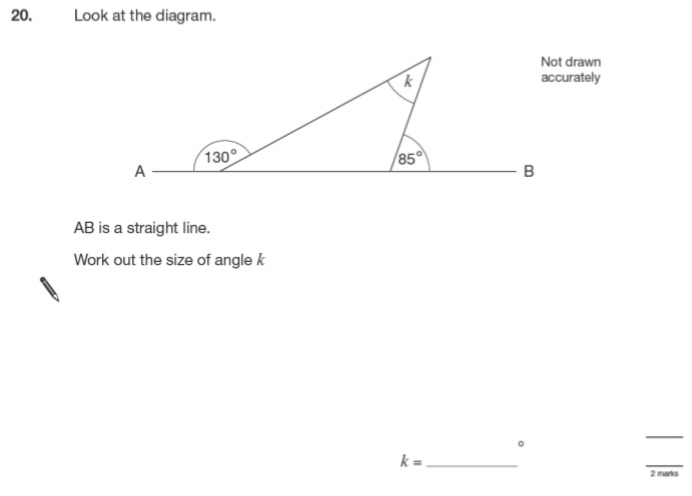 20. Look at the diagram.
Not drawn
accurately
k
130°
85°
A
B
AB is a straight line.
Work out the size of angle k
k = ______ °
2 marks